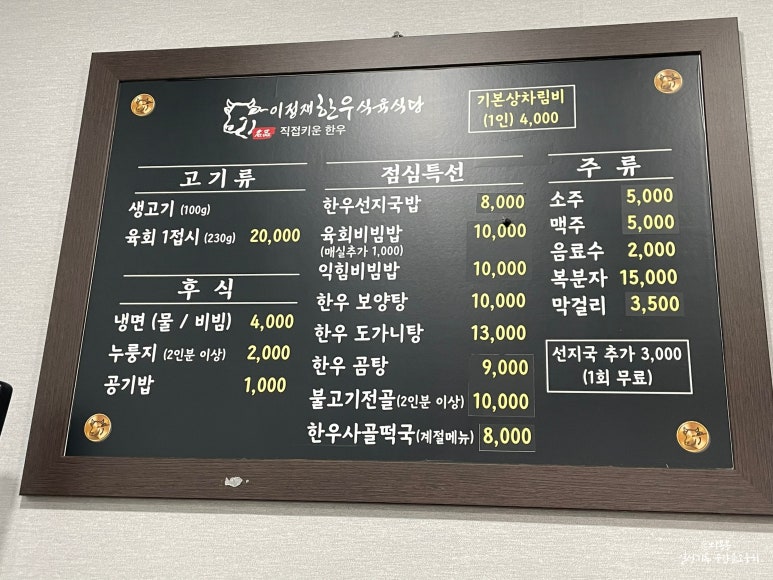 이점재한우식육식당
名品 직접키운 한우
기본상차림비
(1인) 4,000
고기류
생고기 (100g)
육회 1접시 (230g) 20,000
후식
냉면 (물 / 비빔) 4,000
누룽지 (2인분 이상) 2,000
공기밥 1,000
점심특선
한우선지국밥 8,000
육회비빔밥 10,000
(매실추가 1,000)
익힘비빔밥 10,000
한우 보양탕 10,000
한우 도가니탕 13,000
한우 곰탕 9,000
불고기전골(2인분 이상) 10,000
한우사골떡국(계절메뉴) 8,000
주류
소주 5,000
맥주 5,000
음료수 2,000
복분자 15,000
막걸리 3,500
선지국 추가 3,000
(1회 무료)